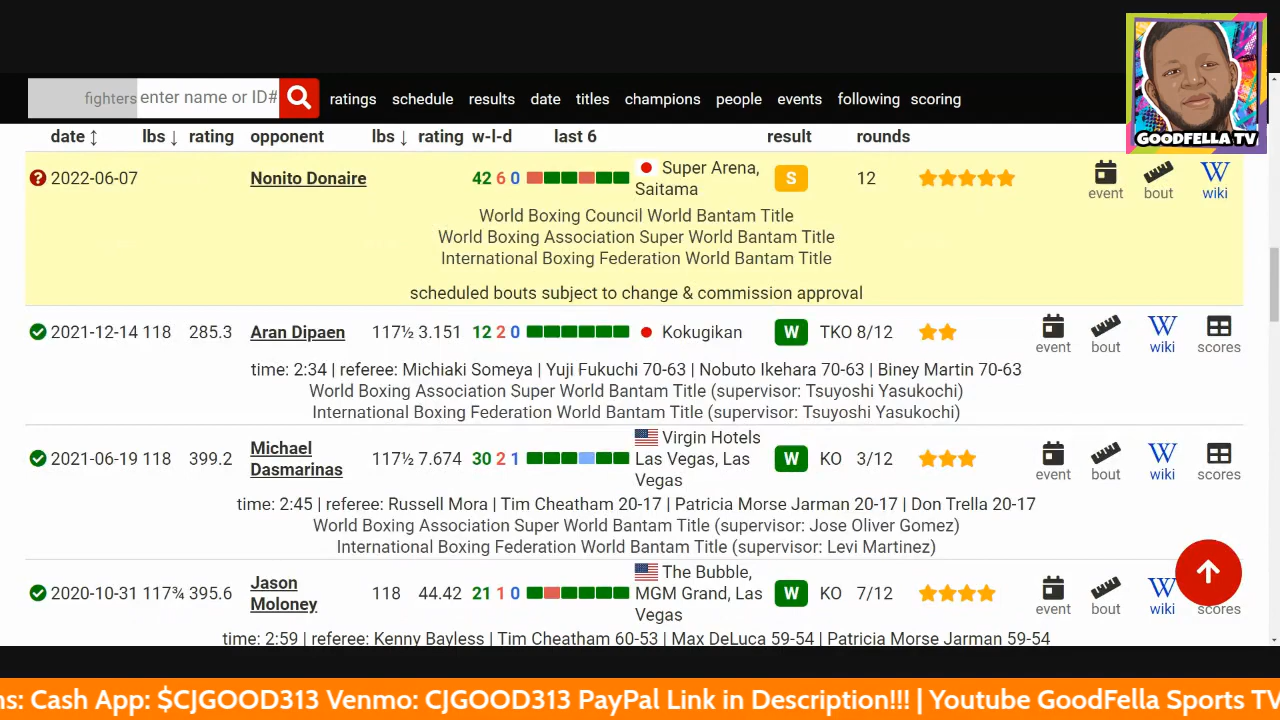 GOODFELLA TV
fighters enter name or ID# ratings schedule results date titles champions people events following scoring
date ↕ lbs ↓ rating opponent lbs ↓ rating w-l-d last 6 result rounds
2022-06-07 Nonito Donaire 42 6 0 Super Arena, Saitama S 12 event bout wiki
World Boxing Council World Bantam Title
World Boxing Association Super World Bantam Title
International Boxing Federation World Bantam Title
scheduled bouts subject to change & commission approval
2021-12-14 118 285.3 Aran Dipaen 117½ 3.151 12 2 0 Kokugikan W TKO 8/12 event bout wiki scores
time: 2:34 | referee: Michiaki Someya | Yuji Fukuchi 70-63 | Nobuto Ikehara 70-63 | Biney Martin 70-63
World Boxing Association Super World Bantam Title (supervisor: Tsuyoshi Yasukochi)
International Boxing Federation World Bantam Title (supervisor: Tsuyoshi Yasukochi)
2021-06-19 118 399.2 Michael Dasmarinas 117½ 7.674 30 2 1 Virgin Hotels Las Vegas, Las Vegas W KO 3/12 event bout wiki scores
time: 2:45 | referee: Russell Mora | Tim Cheatham 20-17 | Patricia Morse Jarman 20-17 | Don Trella 20-17
World Boxing Association Super World Bantam Title (supervisor: Jose Oliver Gomez)
International Boxing Federation World Bantam Title (supervisor: Levi Martinez)
2020-10-31 117¾ 395.6 Jason Moloney 118 44.42 21 1 0 The Bubble, MGM Grand, Las Vegas W KO 7/12 event bout wiki scores
time: 2:59 | referee: Kenny Bayless | Tim Cheatham 60-53 | Max DeLuca 59-54 | Patricia Morse Jarman 59-54
ns: Cash App: $CJGOOD313 Venmo: CJGOOD313 PayPal Link in Description!!! | Youtube GoodFella Sports TV